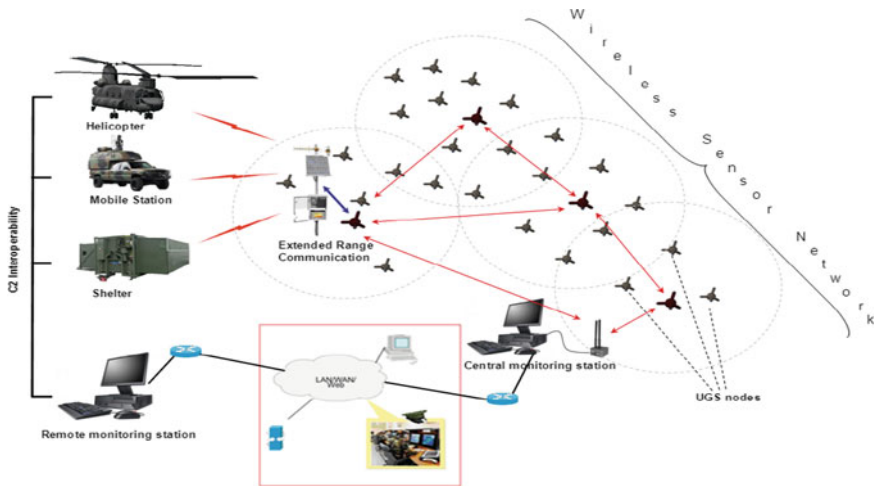 Wireless Sensor Network
Helicopter
Mobile Station
C2 Interoperability
Shelter
Extended Range
Communication
Central monitoring station
LAN/WAN/
Web
UGS nodes
Remote monitoring station